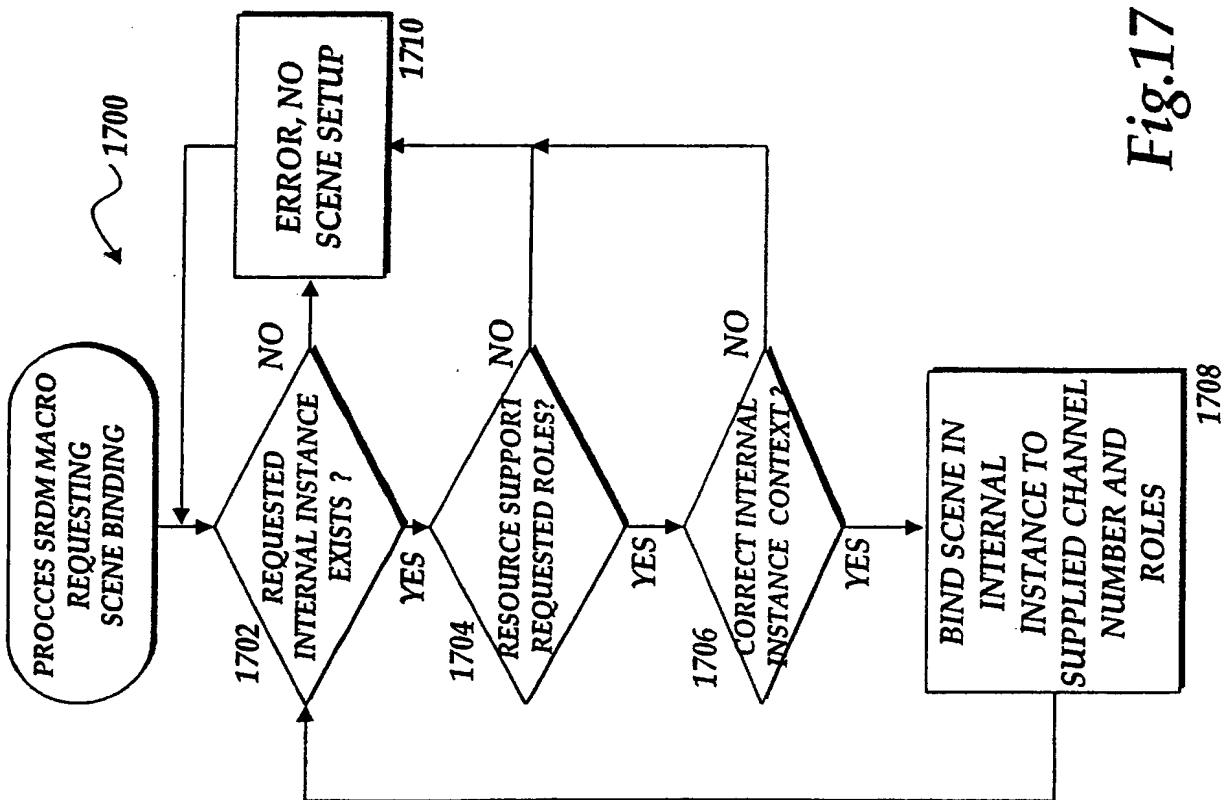 1700
PROCCES SRDM MACRO
REQUESTING
SCENE BINDING
1702
REQUESTED
INTERNAL INSTANCE
EXISTS ?
NO
YES
ERROR, NO
SCENE SETUP
1710
1704
RESOURCE SUPPORT
REQUESTED ROLES?
NO
YES
1706
CORRECT INTERNAL
INSTANCE CONTEXT ?
NO
YES
BIND SCENE IN
INTERNAL
INSTANCE TO
SUPPLIED CHANNEL
NUMBER AND
ROLES
1708
Fig.17